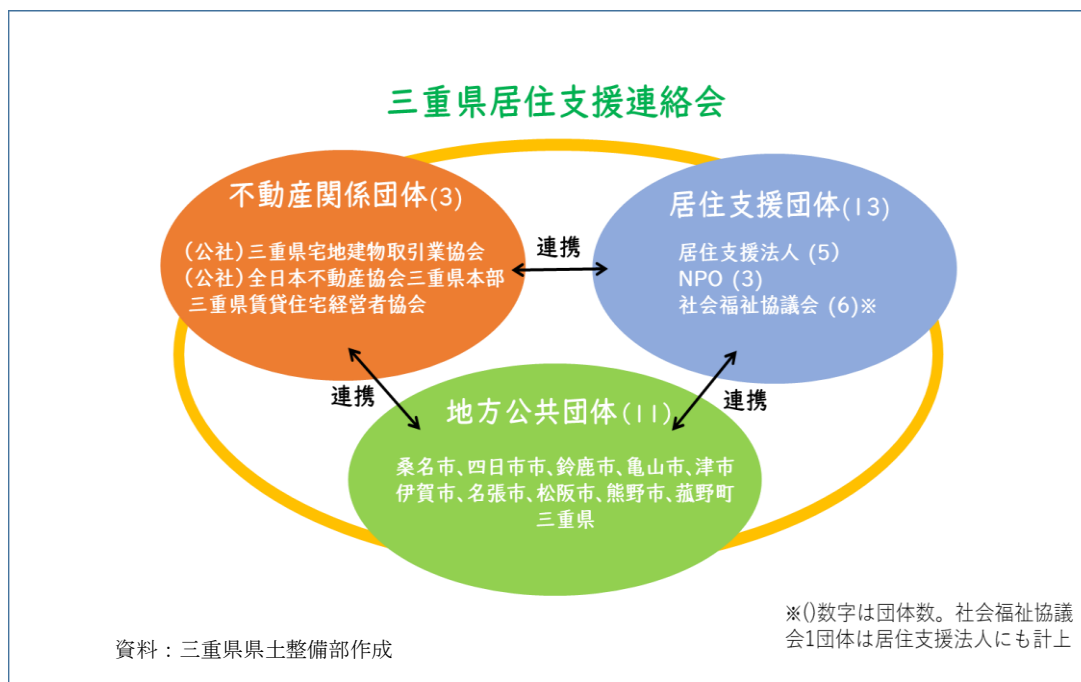 三重県居住支援連絡会
不動産関係団体(3)
(公社)三重県宅地建物取引業協会
(公社)全日本不動産協会三重県本部
三重県賃貸住宅経営者協会
連携
居住支援団体(13)
居住支援法人 (5)
NPO (3)
社会福祉協議会 (6)※
連携
連携
地方公共団体(11)
桑名市、四日市市、鈴鹿市、亀山市、津市
伊賀市、名張市、松阪市、熊野市、菰野町
三重県
※()数字は団体数。社会福祉協議
会1団体は居住支援法人にも計上
資料：三重県県土整備部作成